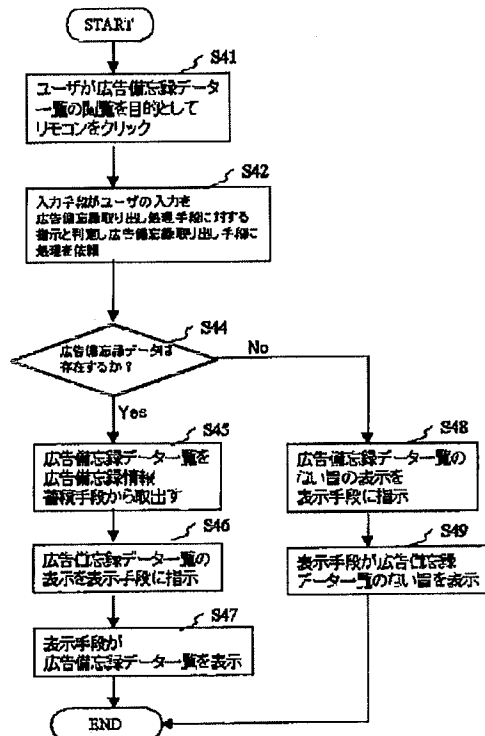 START
S41
ユーザが広告備忘録データ
一覧の閲覧を目的として
リモコンをクリック
S42
入力手段がユーザの入力を
広告備忘録取り出し処理手段に対する
指示と判定し広告備忘録取り出し手段に
処理を依頼
S44
広告備忘録データは
存在するか？
No
Yes
S45
広告備忘録データ一覧を
広告備忘録情報
蓄積手段から取出す
S48
広告備忘録データ一覧の
ない旨の表示を
表示手段に指示
S46
広告備忘録データ一覧の
表示を表示手段に指示
S49
表示手段が広告備忘録
データ一覧のない旨を表示
S47
表示手段が
広告備忘録データ一覧を表示
END